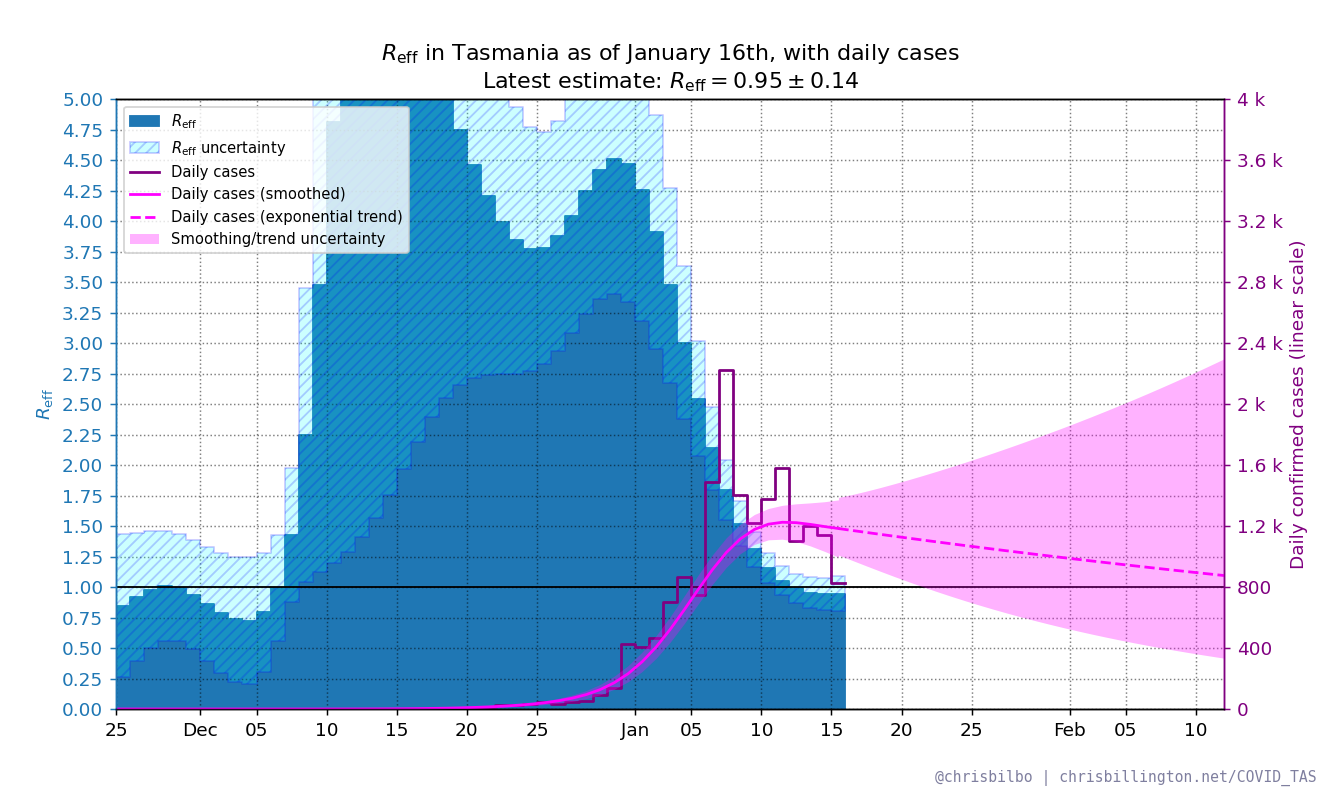 Reff in Tasmania as of January 16th, with daily cases
Latest estimate: Reff = 0.95 ± 0.14
Reff
Reff uncertainty
Daily cases
Daily cases (smoothed)
Daily cases (exponential trend)
Smoothing/trend uncertainty
5.00
4.75
4.50
4.25
4.00
3.75
3.50
3.25
3.00
2.75
2.50
2.25
2.00
1.75
1.50
1.25
1.00
0.75
0.50
0.25
0.00
Reff
4 k
3.6 k
3.2 k
2.8 k
2.4 k
2 k
1.6 k
1.2 k
800
400
0
Daily confirmed cases (linear scale)
25 Dec 05 10 15 20 25 Jan 05 10 15 20 25 Feb 05 10
@chrisbilbo | chrisbillington.net/COVID_TAS